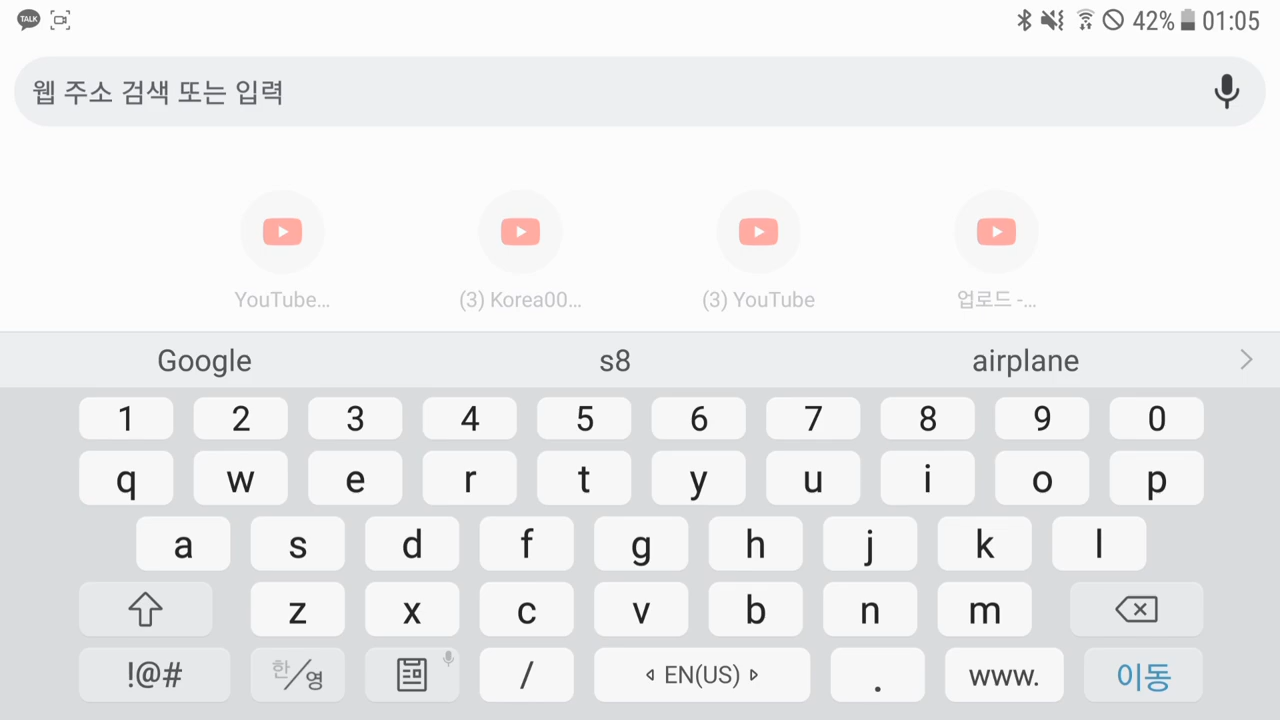 TALK 42% 01:05
웹 주소 검색 또는 입력
YouTube... (3) Korea00... (3) YouTube 업로드 -...
Google s8 airplane
1 2 3 4 5 6 7 8 9 0
q w e r t y u i o p
a s d f g h j k l
z x c v b n m
!@# 한/영 / EN(US) . www. 이동